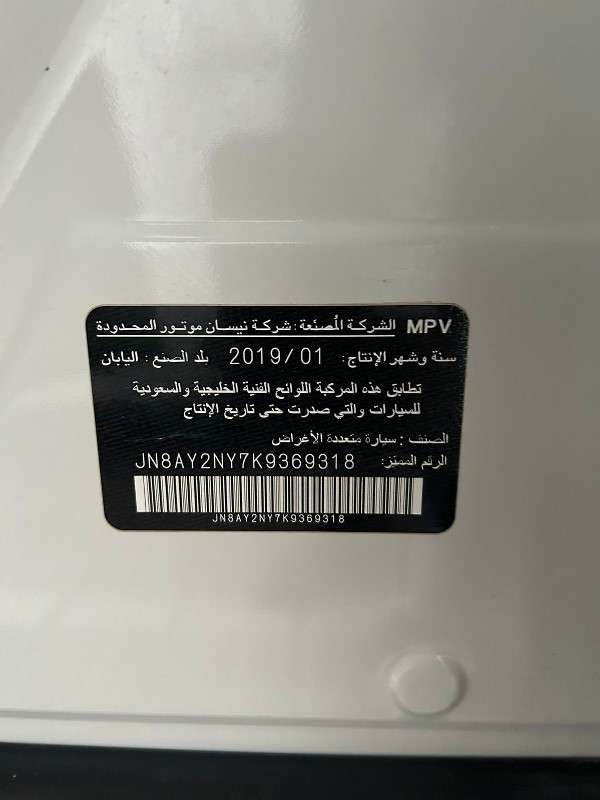 MPV الشركة المُصنّعة : شركة نيسان موتور المحدودة
سنة وشهر الإنتاج: 2019/01 بلد الصنع : اليابان
تطابق هذه المركبة اللوائح الفنية الخليجية والسعودية
للسيارات والتي صدرت حتى تاريخ الإنتاج
الصنف : سيارة متعددة الأغراض
الرقم المميّز: JN8AY2NY7K9369318
JN8AY2NY7K9369318